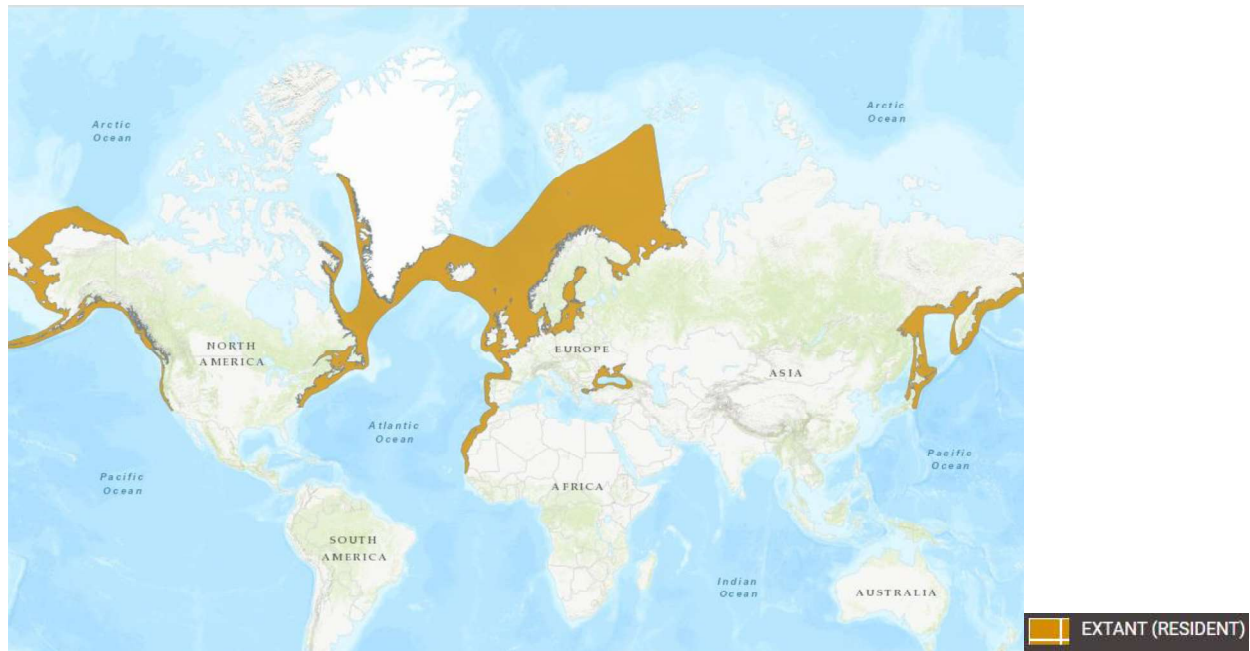 Arctic
Ocean
Arctic
Ocean
NORTH
AMERICA
EUROPE
ASIA
Atlantic
Ocean
Pacific
Ocean
Pacific
Ocean
AFRICA
SOUTH
AMERICA
Indian
Ocean
AUSTRALIA
EXTANT (RESIDENT)